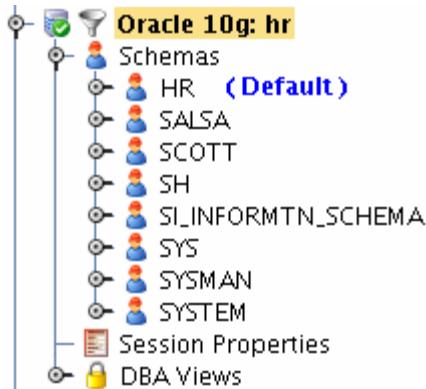 Oracle 10g: hr
Schemas
HR (Default)
SALSA
SCOTT
SH
SI_INFORMTN_SCHEMA
SYS
SYSMAN
SYSTEM
Session Properties
DBA Views